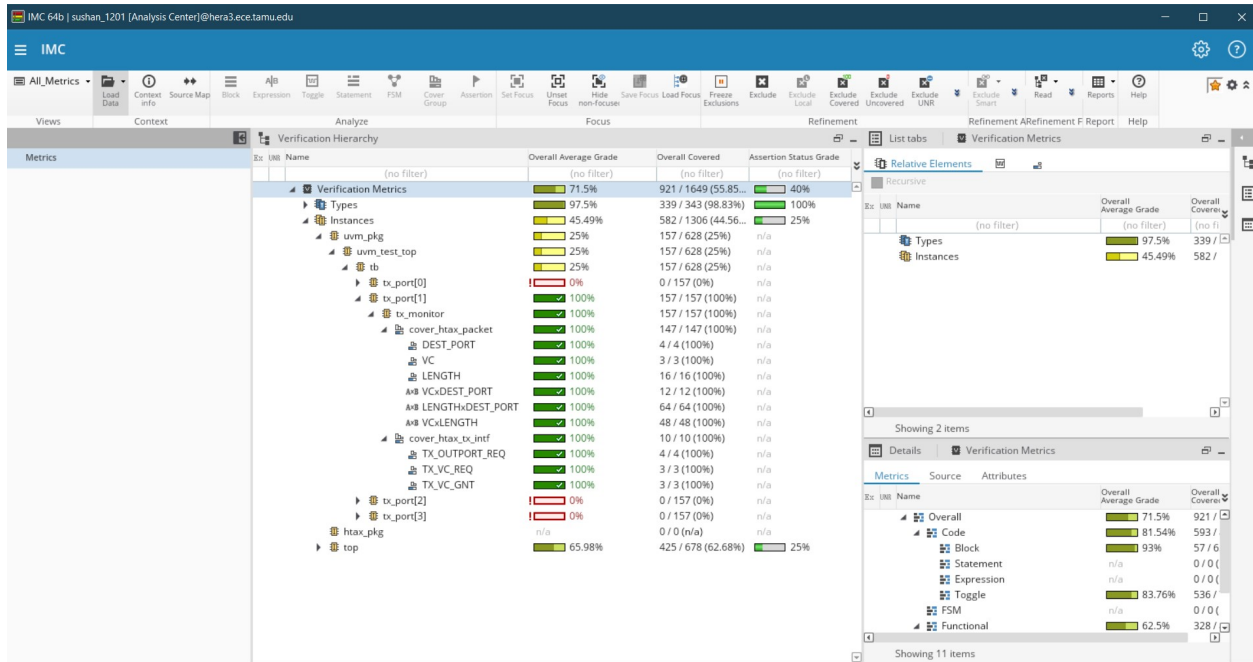 IMC 64b | sushan_1201 [Analysis Center]@hera3.ece.tamu.edu
IMC
All_Metrics Load Data Context info Source Map Block Expression Toggle Statement FSM Cover Group Assertion Set Focus Unset Focus Hide non-focused Save Focus Load Focus Freeze Exclusions Exclude Exclude Local Exclude Covered Exclude Uncovered Exclude UNR Exclude Smart Read Reports Help
Views Context Analyze Focus Refinement Refinement ARefinement F Report Help
Metrics
Verification Hierarchy
Ex UNR Name Overall Average Grade Overall Covered Assertion Status Grade
(no filter) (no filter) (no filter) (no filter)
Verification Metrics 71.5% 921 / 1649 (55.85... 40%
Types 97.5% 339 / 343 (98.83%) 100%
Instances 45.49% 582 / 1306 (44.56... 25%
uvm_pkg 25% 157 / 628 (25%) n/a
uvm_test_top 25% 157 / 628 (25%) n/a
tb 25% 157 / 628 (25%) n/a
tx_port[0] ! 0% 0 / 157 (0%) n/a
tx_port[1] 100% 157 / 157 (100%) n/a
tx_monitor 100% 157 / 157 (100%) n/a
cover_htax_packet 100% 147 / 147 (100%) n/a
DEST_PORT 100% 4 / 4 (100%) n/a
VC 100% 3 / 3 (100%) n/a
LENGTH 100% 16 / 16 (100%) n/a
A×B VCxDEST_PORT 100% 12 / 12 (100%) n/a
A×B LENGTHxDEST_PORT 100% 64 / 64 (100%) n/a
A×B VCxLENGTH 100% 48 / 48 (100%) n/a
cover_htax_tx_intf 100% 10 / 10 (100%) n/a
TX_OUTPORT_REQ 100% 4 / 4 (100%) n/a
TX_VC_REQ 100% 3 / 3 (100%) n/a
TX_VC_GNT 100% 3 / 3 (100%) n/a
tx_port[2] ! 0% 0 / 157 (0%) n/a
tx_port[3] ! 0% 0 / 157 (0%) n/a
htax_pkg n/a 0 / 0 (n/a) n/a
top 65.98% 425 / 678 (62.68%) 25%
List tabs Verification Metrics
Relative Elements
Recursive
Ex UNR Name Overall Average Grade Overall Covere
(no filter) (no filter) (no fi
Types 97.5% 339 /
Instances 45.49% 582 /
Showing 2 items
Details Verification Metrics
Metrics Source Attributes
Ex UNR Name Overall Average Grade Overall Covere
Overall 71.5% 921 /
Code 81.54% 593 /
Block 93% 57 / 6
Statement n/a 0 / 0 (
Expression n/a 0 / 0 (
Toggle 83.76% 536 /
FSM n/a 0 / 0 (
Functional 62.5% 328 /
Showing 11 items